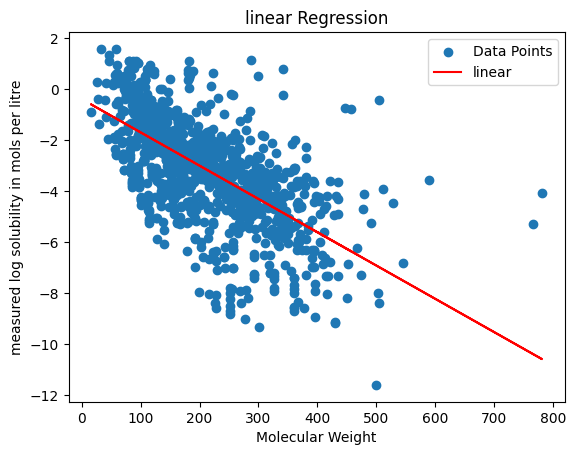 linear Regression
Data Points
linear
2
0
−2
−4
−6
−8
−10
−12
measured log solubility in mols per litre
0 100 200 300 400 500 600 700 800
Molecular Weight